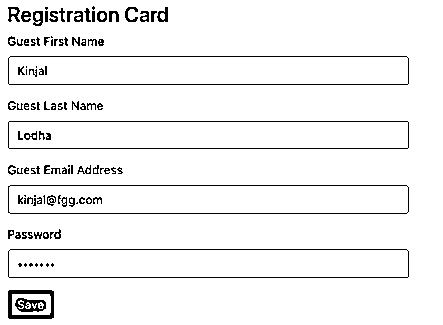 Registration Card
Guest First Name
Kinjal
Guest Last Name
Lodha
Guest Email Address
kinjal@fgg.com
Password
•••••••
Save